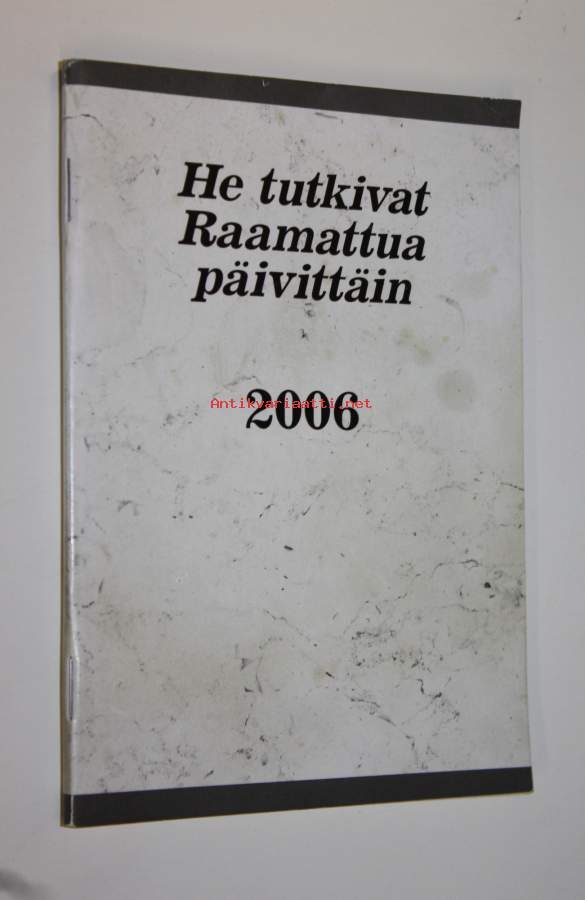 He tutkivat
Raamattua
päivittäin
2006
Antikvariaatti.net